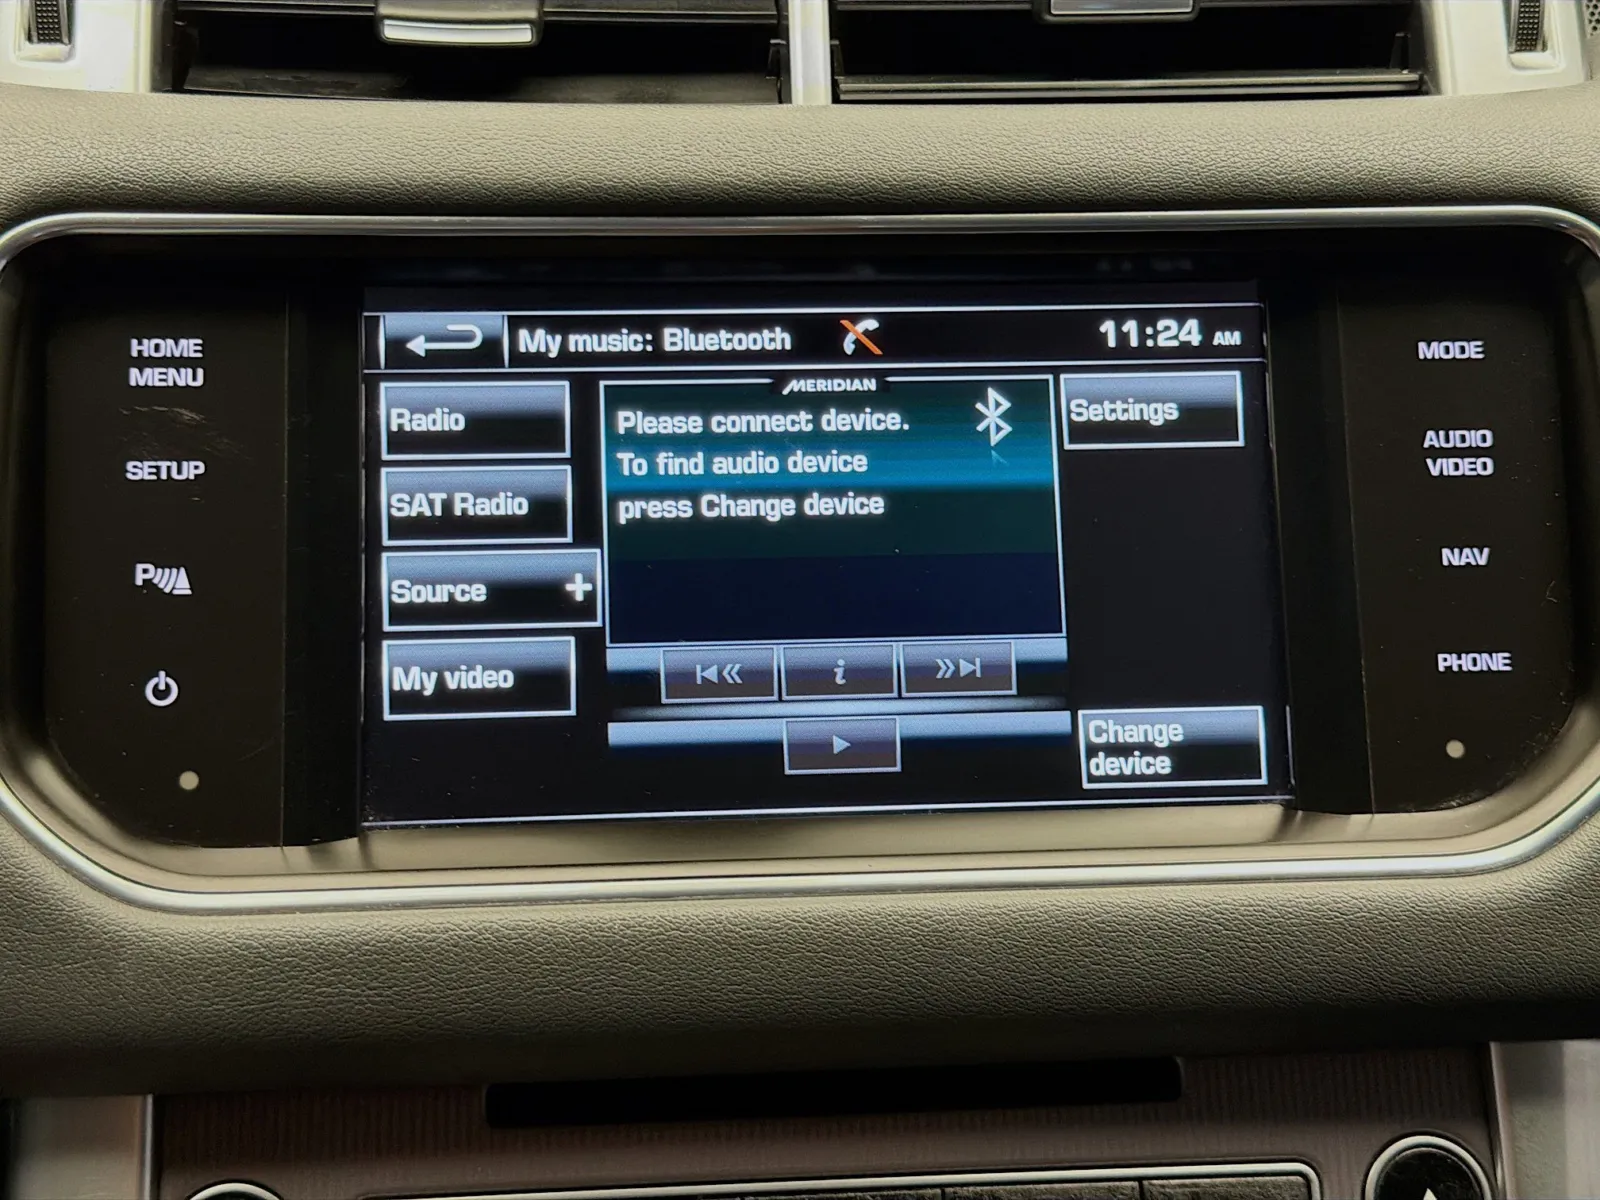 HOME
MENU
SETUP
P
My music: Bluetooth
11:24 AM
Radio
SAT Radio
Source +
My video
MERIDIAN
Please connect device.
To find audio device
press Change device
i
Settings
Change
device
MODE
AUDIO
VIDEO
NAV
PHONE